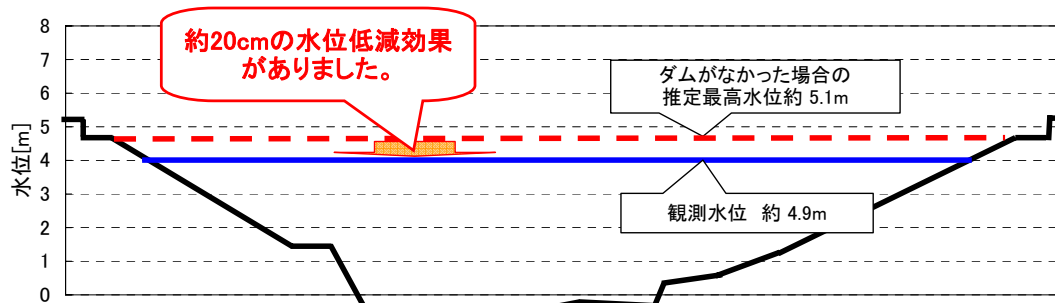 8
約20cmの水位低減効果
がありました。
7
ダムがなかった場合の
推定最高水位約 5.1m
6
5
水位[m]
4
3
観測水位 約 4.9m
2
1
0